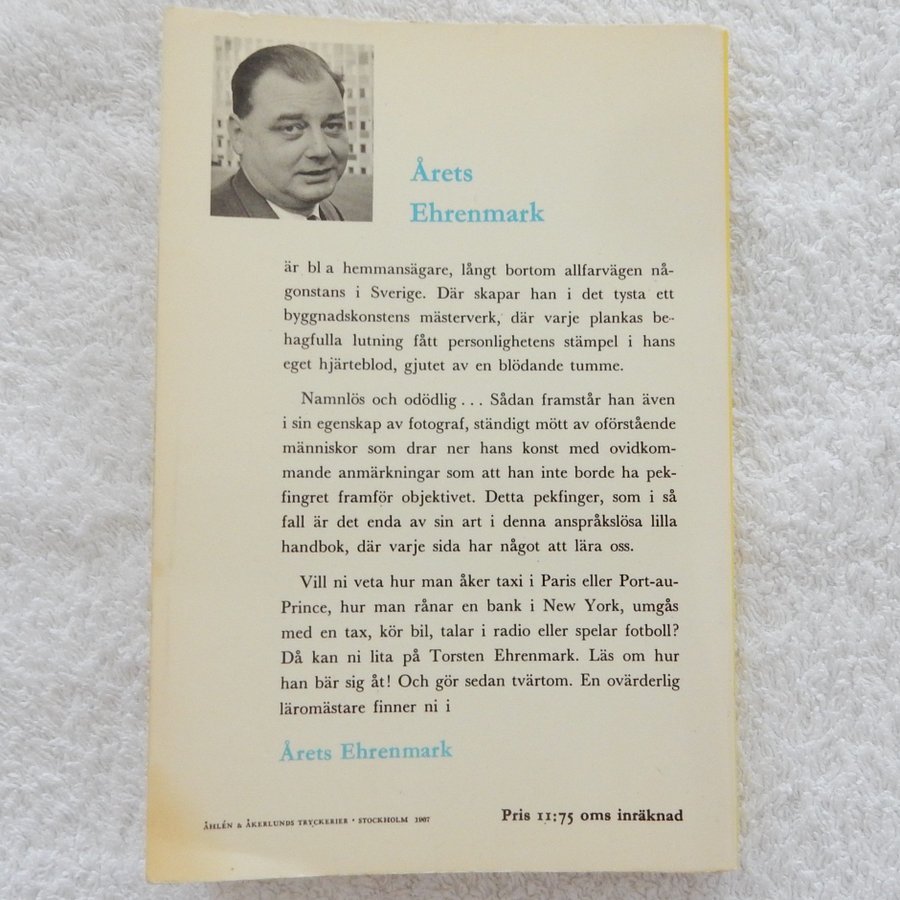 Årets
Ehrenmark
är bl a hemmansägare, långt bortom allfarvägen nå-
gonstans i Sverige. Där skapar han i det tysta ett
byggnadskonstens mästerverk, där varje plankas be-
hagfulla lutning fått personlighetens stämpel i hans
eget hjärteblod, gjutet av en blödande tumme.
Namnlös och odödlig... Sådan framstår han även
i sin egenskap av fotograf, ständigt mött av oförstående
människor som drar ner hans konst med ovidkom-
mande anmärkningar som att han inte borde ha pek-
fingret framför objektivet. Detta pekfinger, som i så
fall är det enda av sin art i denna anspråkslösa lilla
handbok, där varje sida har något att lära oss.
Vill ni veta hur man åker taxi i Paris eller Port-au-
Prince, hur man rånar en bank i New York, umgås
med en tax, kör bil, talar i radio eller spelar fotboll?
Då kan ni lita på Torsten Ehrenmark. Läs om hur
han bär sig åt! Och gör sedan tvärtom. En ovärderlig
läromästare finner ni i
Årets Ehrenmark
ÅHLÉN & ÅKERLUNDS TRYCKERIER · STOCKHOLM 1967
Pris 11:75 oms inräknad